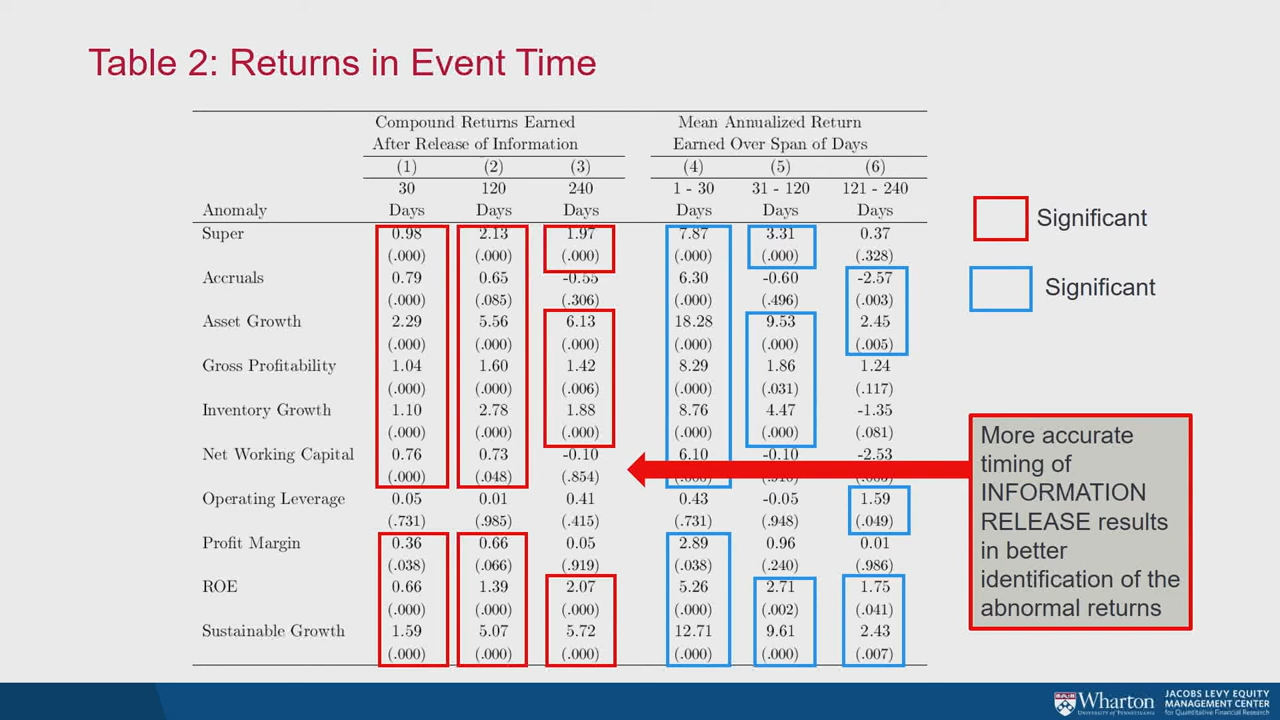 Table 2: Returns in Event Time
Compound Returns Earned Mean Annualized Return
After Release of Information Earned Over Span of Days
(1) (2) (3) (4) (5) (6)
30 120 240 1 - 30 31 - 120 121 - 240
Anomaly Days Days Days Days Days Days
Super 0.98 2.13 1.97 7.87 3.31 0.37
(.000) (.000) (.000) (.000) (.000) (.328)
Accruals 0.79 0.65 -0.55 6.30 -0.60 -2.57
(.000) (.085) (.306) (.000) (.496) (.003)
Asset Growth 2.29 5.56 6.13 18.28 9.53 2.45
(.000) (.000) (.000) (.000) (.000) (.005)
Gross Profitability 1.04 1.60 1.42 8.29 1.86 1.24
(.000) (.000) (.006) (.000) (.031) (.117)
Inventory Growth 1.10 2.78 1.88 8.76 4.47 -1.35
(.000) (.000) (.000) (.000) (.000) (.081)
Net Working Capital 0.76 0.73 -0.10 6.10 -0.10 -2.53
(.000) (.048) (.854)
Operating Leverage 0.05 0.01 0.41 0.43 -0.05 1.59
(.731) (.985) (.415) (.731) (.948) (.049)
Profit Margin 0.36 0.66 0.05 2.89 0.96 0.01
(.038) (.066) (.919) (.038) (.240) (.986)
ROE 0.66 1.39 2.07 5.26 2.71 1.75
(.000) (.000) (.000) (.000) (.002) (.041)
Sustainable Growth 1.59 5.07 5.72 12.71 9.61 2.43
(.000) (.000) (.000) (.000) (.000) (.007)
Significant
Significant
More accurate
timing of
INFORMATION
RELEASE results
in better
identification of the
abnormal returns
Wharton
UNIVERSITY of PENNSYLVANIA
JACOBS LEVY EQUITY
MANAGEMENT CENTER
for Quantitative Financial Research